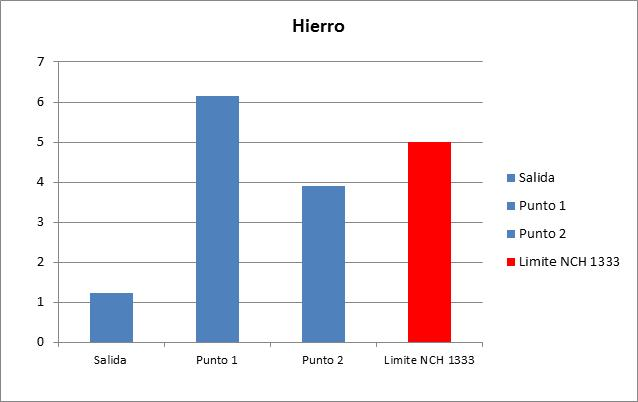 Hierro
7
6
5
4
3
2
1
0
Salida
Punto 1
Punto 2
Limite NCH 1333
Salida
Punto 1
Punto 2
Limite NCH 1333